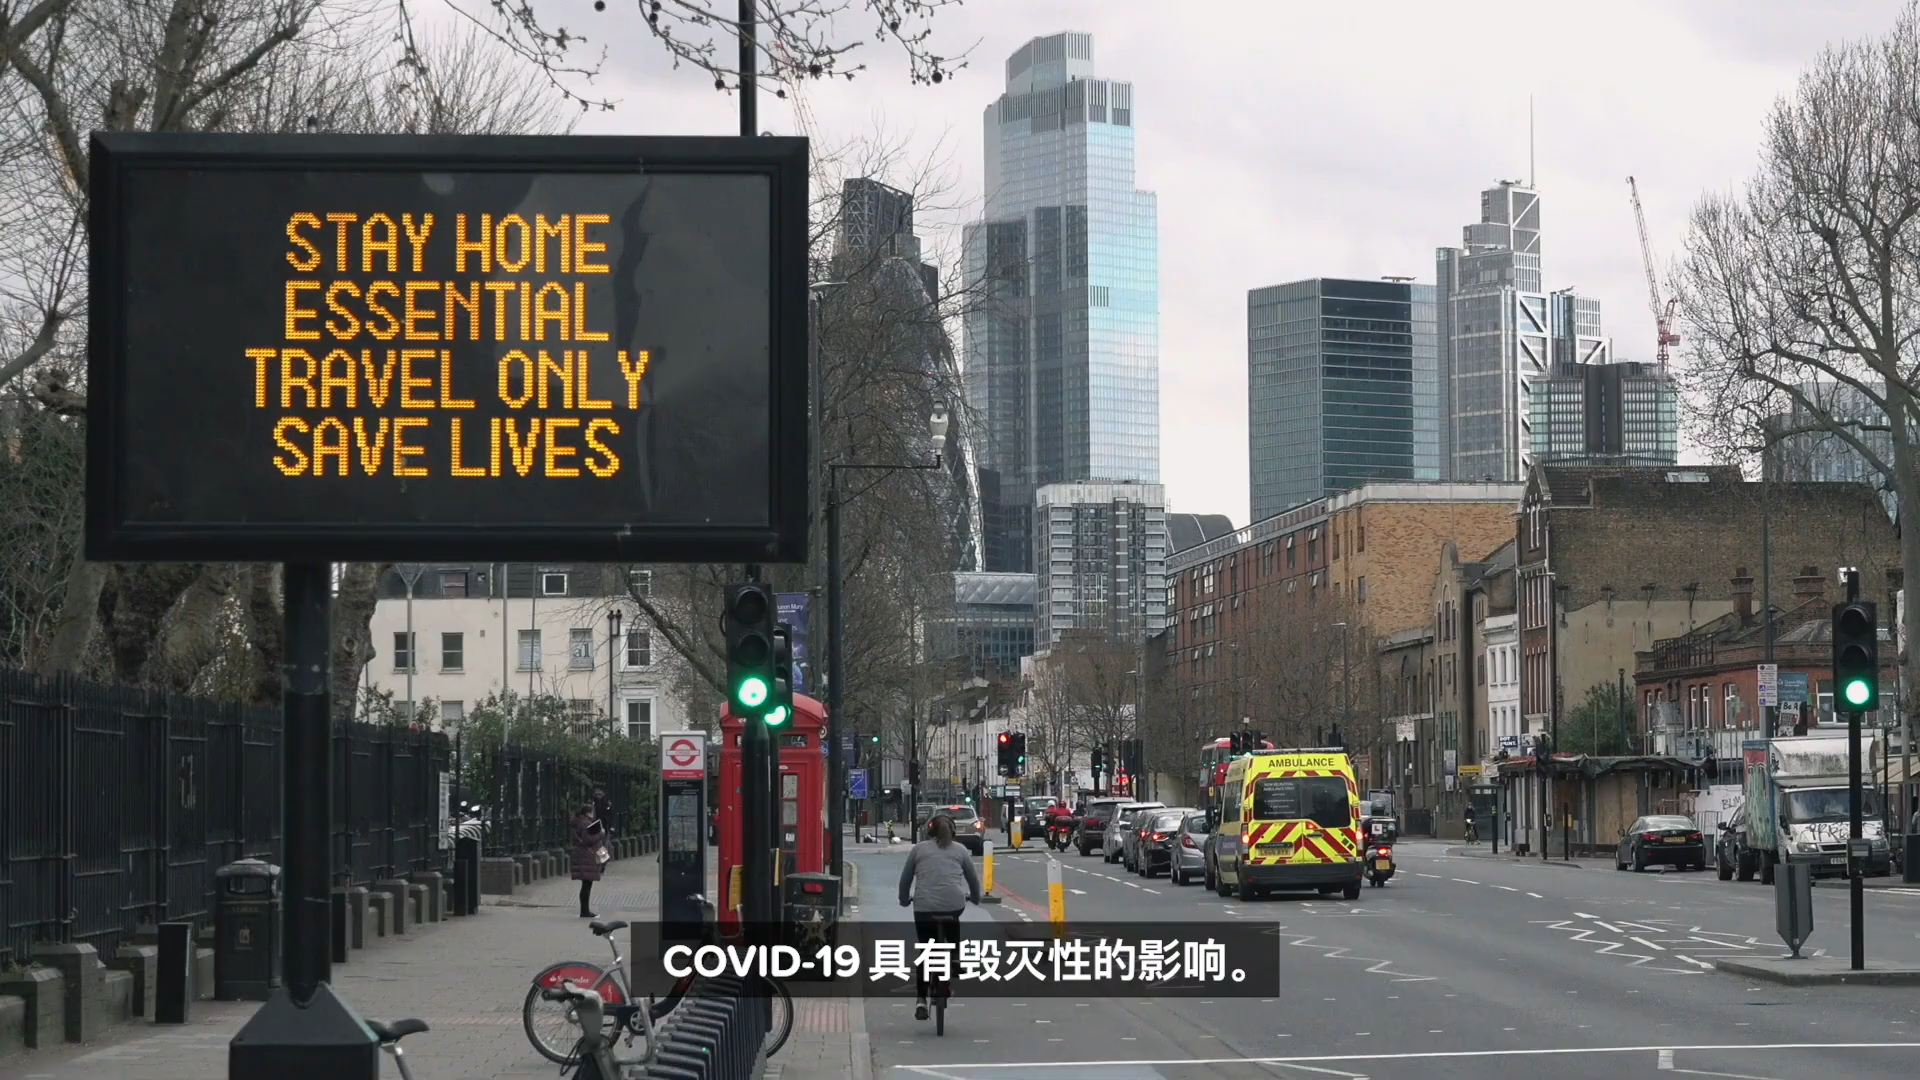 STAY HOME
ESSENTIAL
TRAVEL ONLY
SAVE LIVES
AMBULANCE
COVID-19 具有毁灭性的影响。